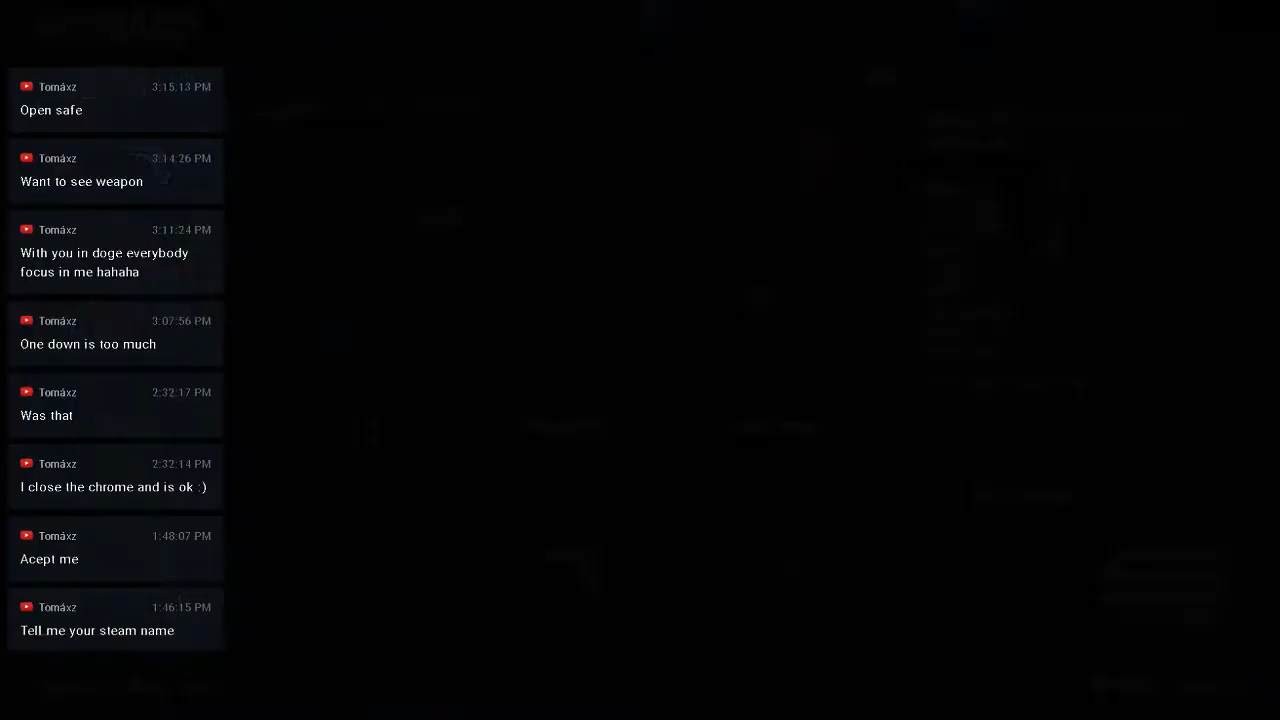 Tomáxz 3:15:13 PM
Open safe
Tomáxz 3:14:26 PM
Want to see weapon
Tomáxz 3:11:24 PM
With you in doge everybody
focus in me hahaha
Tomáxz 3:07:56 PM
One down is too much
Tomáxz 2:32:17 PM
Was that
Tomáxz 2:32:14 PM
I close the chrome and is ok :)
Tomáxz 1:48:07 PM
Acept me
Tomáxz 1:46:15 PM
Tell me your steam name